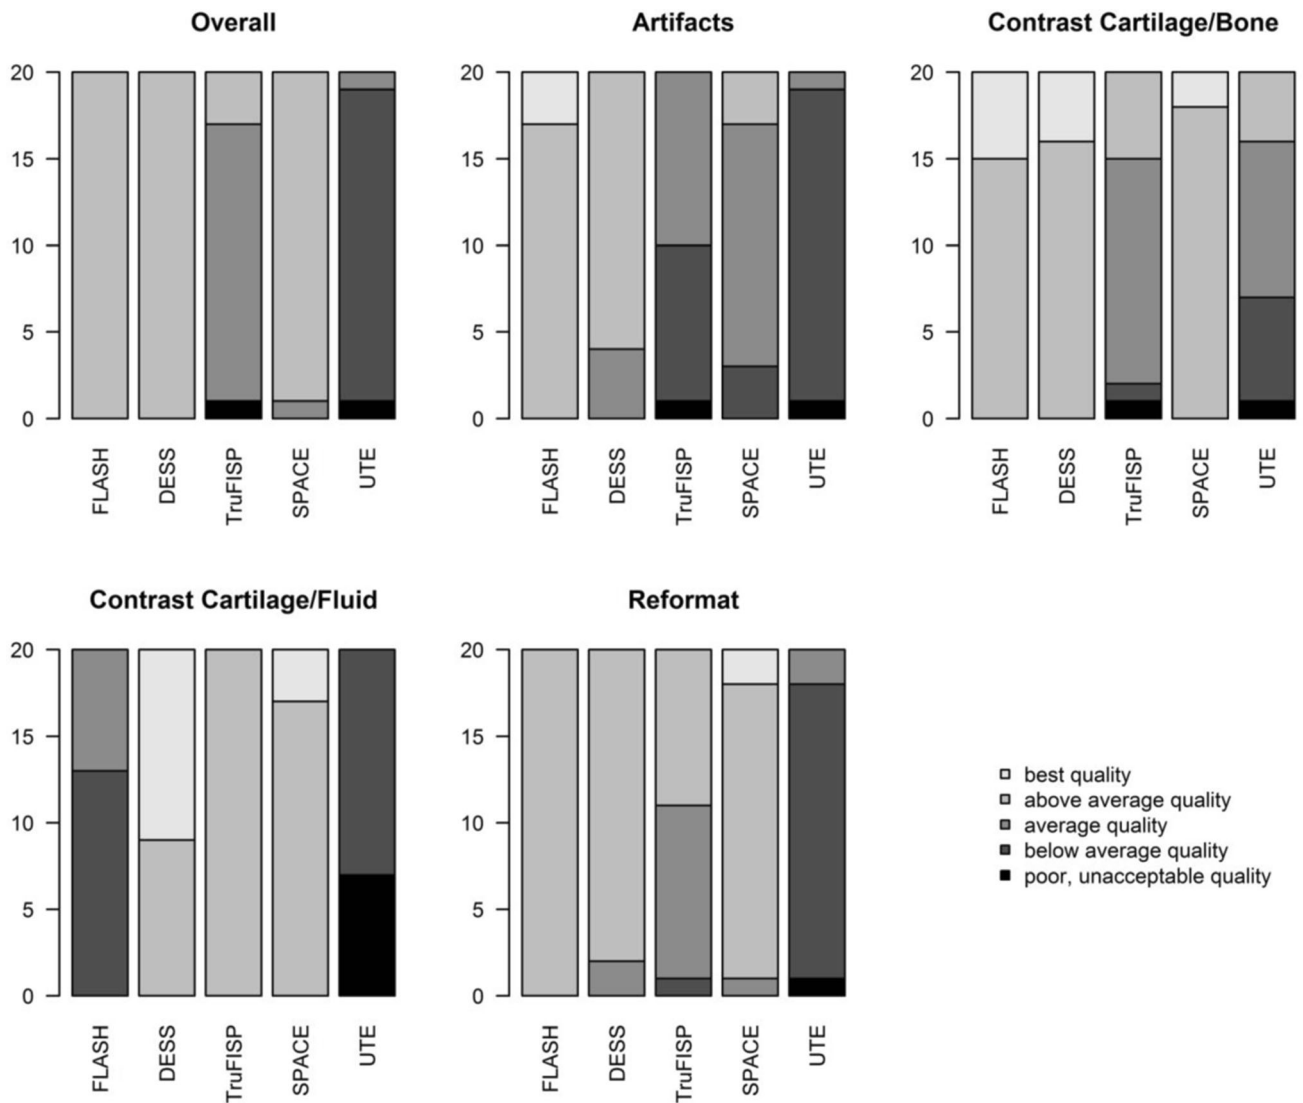 Overall
Artifacts
Contrast Cartilage/Bone
20
15
10
5
0
FLASH
DESS
TruFISP
SPACE
UTE
20
15
10
5
0
FLASH
DESS
TruFISP
SPACE
UTE
20
15
10
5
0
FLASH
DESS
TruFISP
SPACE
UTE
Contrast Cartilage/Fluid
Reformat
20
15
10
5
0
FLASH
DESS
TruFISP
SPACE
UTE
20
15
10
5
0
FLASH
DESS
TruFISP
SPACE
UTE
best quality
above average quality
average quality
below average quality
poor, unacceptable quality